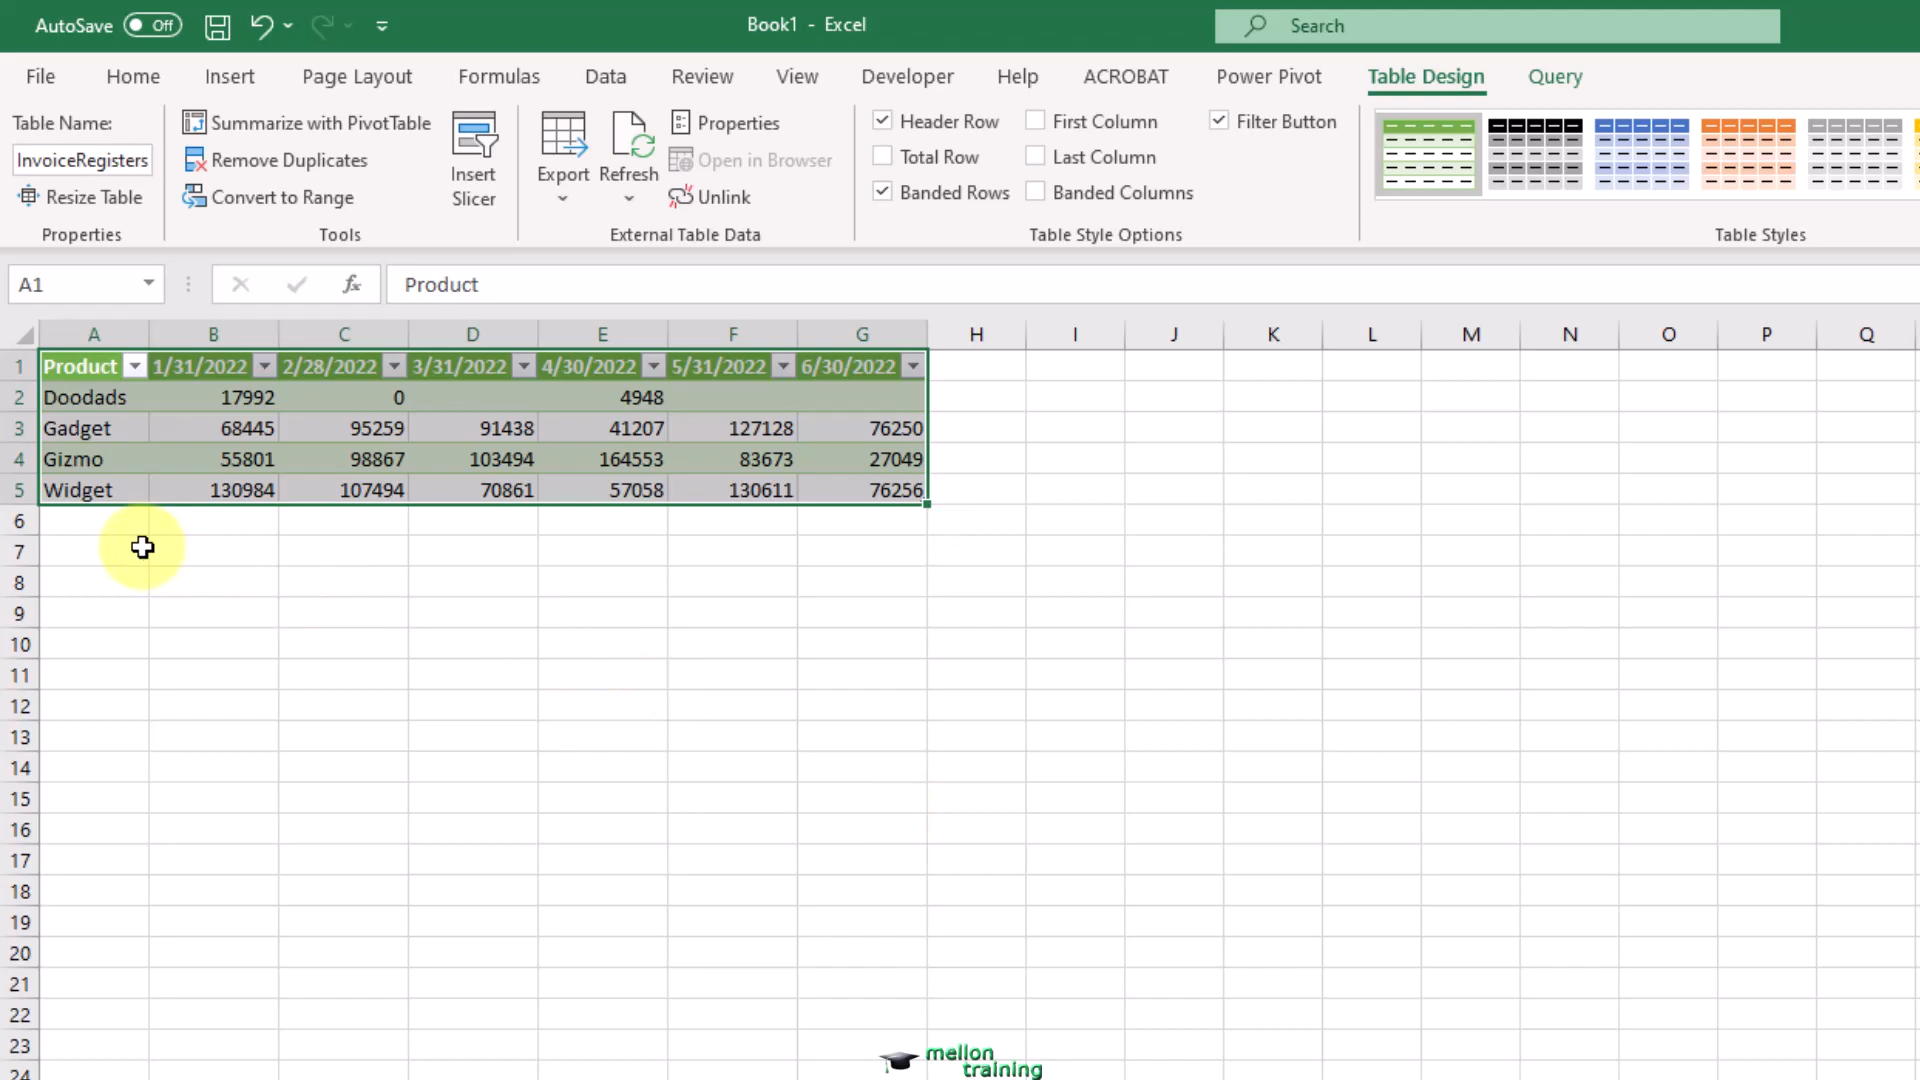 AutoSave Off Book1 - Excel Search
File Home Insert Page Layout Formulas Data Review View Developer Help ACROBAT Power Pivot Table Design Query
Table Name:
InvoiceRegisters
Resize Table
Properties
Summarize with PivotTable
Remove Duplicates
Convert to Range
Tools
Insert
Slicer
Export
Refresh
Properties
Open in Browser
Unlink
External Table Data
Header Row First Column Filter Button
Total Row Last Column
Banded Rows Banded Columns
Table Style Options
Table Styles
A1 fx Product
A B C D E F G H I J K L M N O P Q
1 Product 1/31/2022 2/28/2022 3/31/2022 4/30/2022 5/31/2022 6/30/2022
2 Doodads 17992 0 4948
3 Gadget 68445 95259 91438 41207 127128 76250
4 Gizmo 55801 98867 103494 164553 83673 27049
5 Widget 130984 107494 70861 57058 130611 76256
6
7
8
9
10
11
12
13
14
15
16
17
18
19
20
21
22
23
24
mellon
training